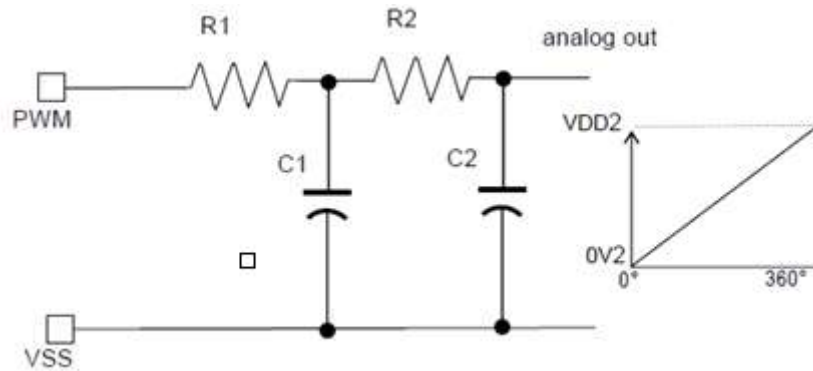 R1
R2
analog out
PWM
VDD2
C1
C2
0V2
0°
360°
VSS